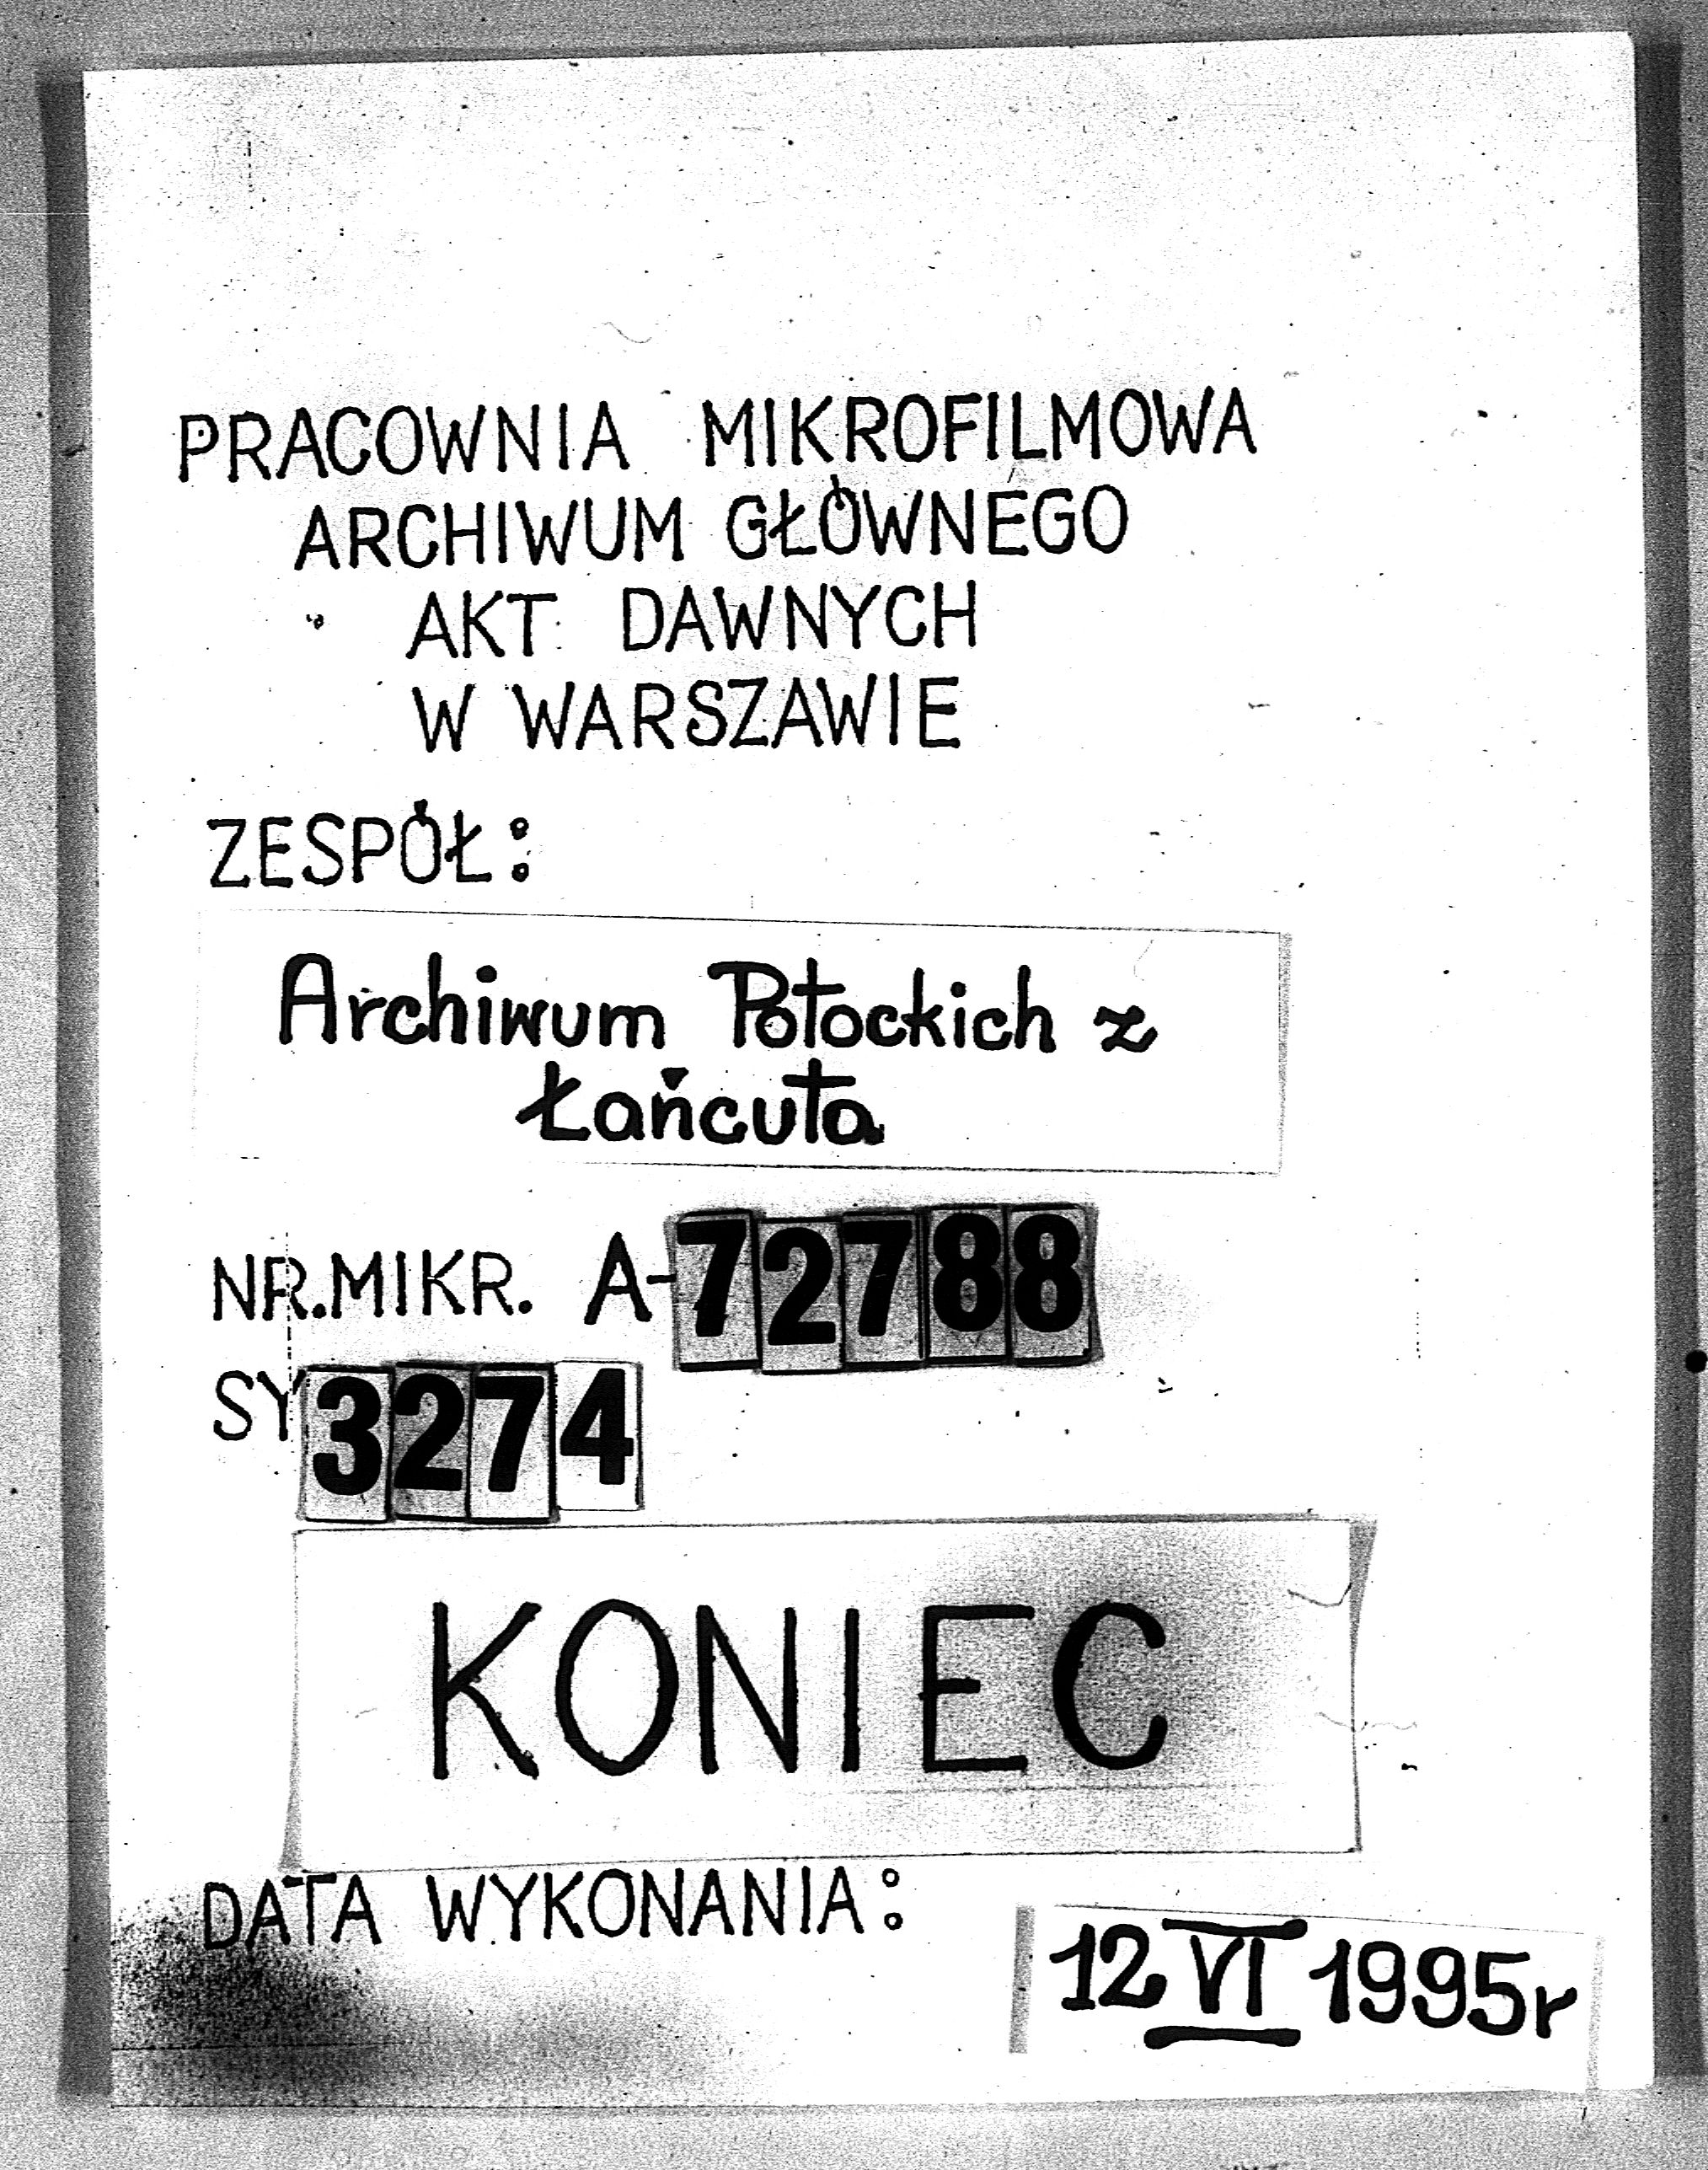 PRACOWNIA MIKROFILMOWA
ARCHIWUM GŁÓWNEGO
AKT DAWNYCH
W WARSZAWIE
ZESPÓŁ:
Archiwum Potockich z
Łańcuta
NR.MIKR. A-72788
SY 3274
KONIEC
DATA WYKONANIA:
12 VI 1995r